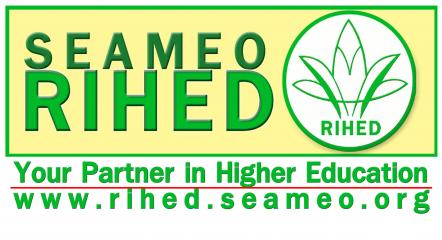 SEAMEO
RIHED
RIHED
Your Partner in Higher Education
www.rihed.seameo.org